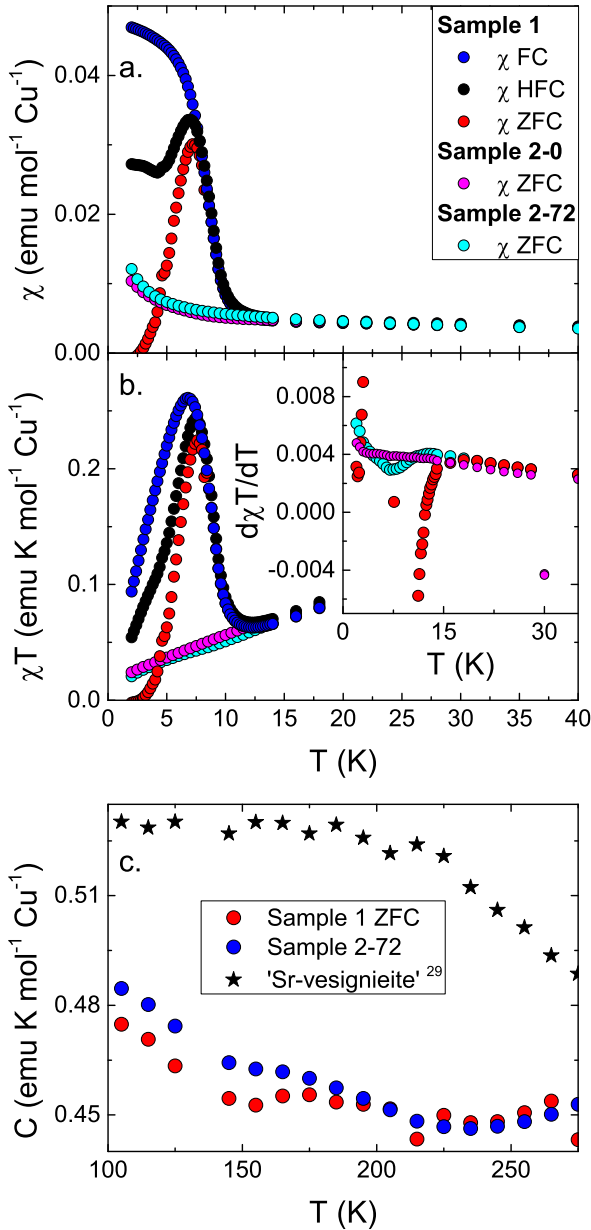 a.
Sample 1
χ FC
χ HFC
χ ZFC
Sample 2-0
χ ZFC
Sample 2-72
χ ZFC
χ (emu mol⁻¹ Cu⁻¹)
0.04
0.02
0.00
b.
χT (emu K mol⁻¹ Cu⁻¹)
0.2
0.1
0.0
0 5 10 15 20 25 30 35 40
T (K)
dχT/dT
0.008
0.004
0.000
-0.004
0 15 30
T (K)
c.
C (emu K mol⁻¹ Cu⁻¹)
0.51
0.48
0.45
Sample 1 ZFC
Sample 2-72
'Sr-vesignieite' ²⁹
100 150 200 250
T (K)